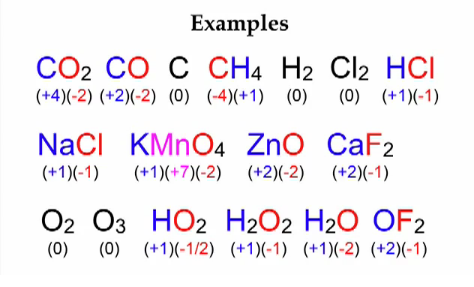 Examples
CO₂ CO C CH₄ H₂ Cl₂ HCl
(+4)(-2) (+2)(-2) (0) (-4)(+1) (0) (0) (+1)(-1)
NaCl KMnO₄ ZnO CaF₂
(+1)(-1) (+1)(+7)(-2) (+2)(-2) (+2)(-1)
O₂ O₃ HO₂ H₂O₂ H₂O OF₂
(0) (0) (+1)(-1/2) (+1)(-1) (+1)(-2) (+2)(-1)